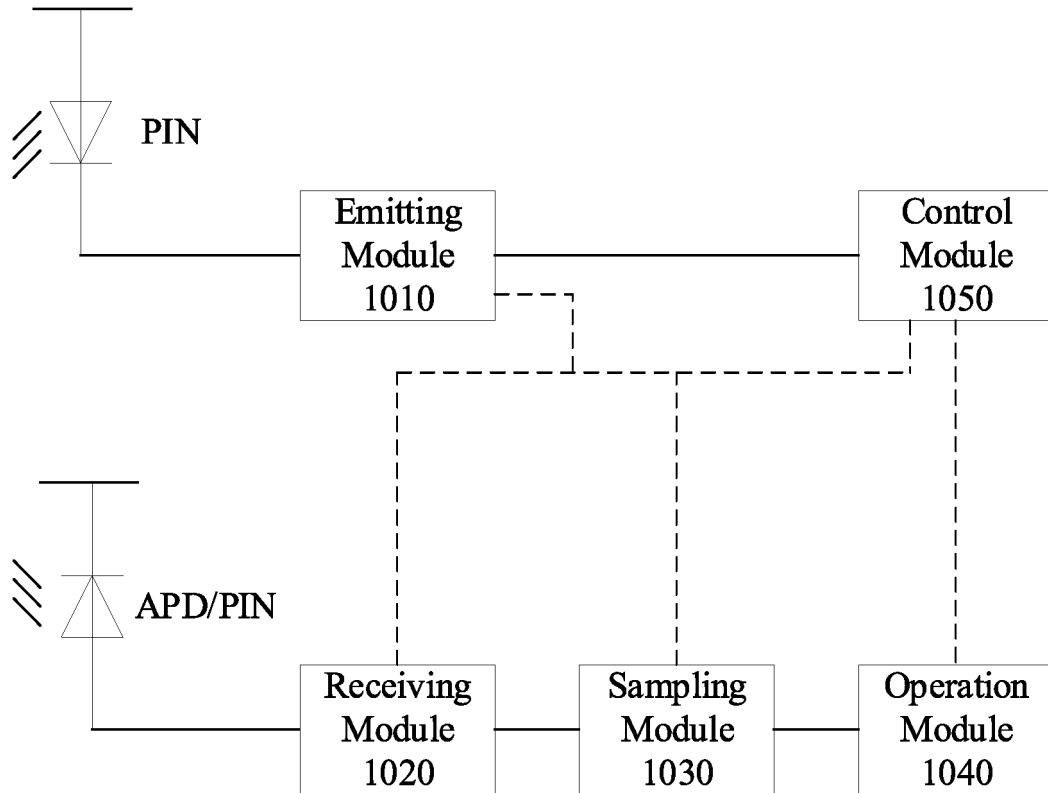 PIN
Emitting
Module
1010
Control
Module
1050
APD/PIN
Receiving
Module
1020
Sampling
Module
1030
Operation
Module
1040